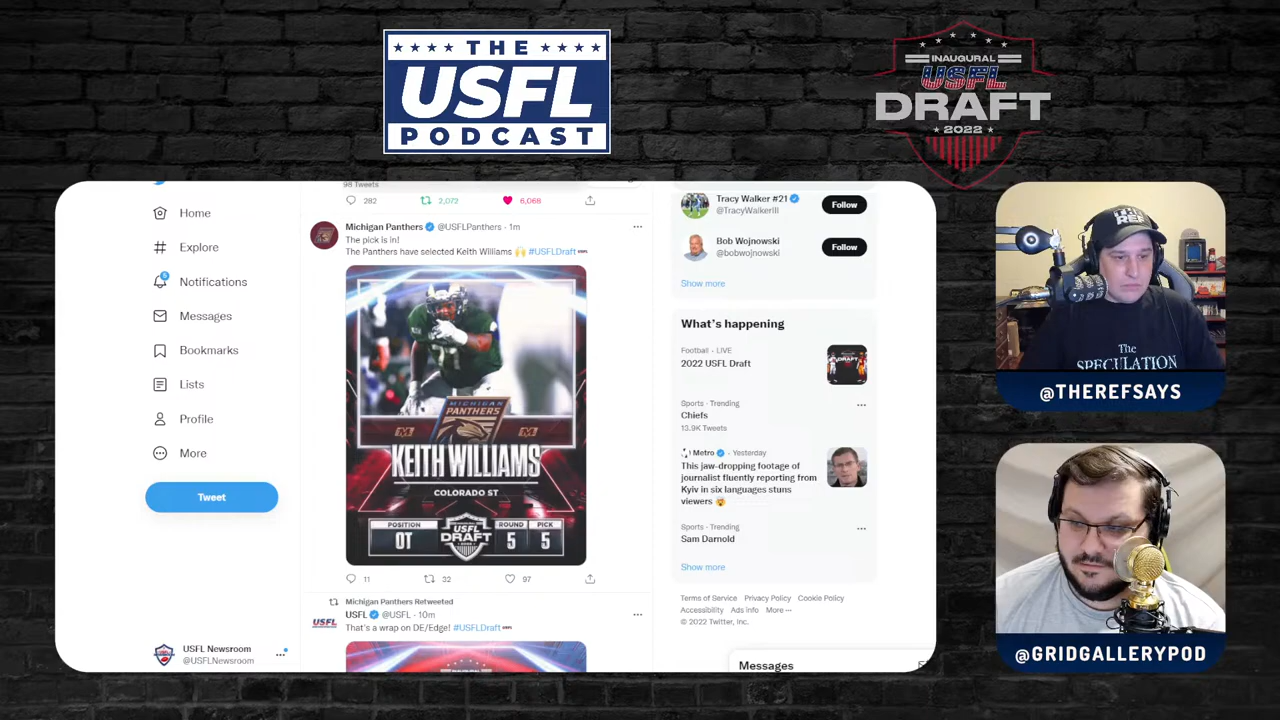 ★★★★ THE ★★★★
USFL
PODCAST
INAUGURAL
USFL
DRAFT
★ 2022 ★
Home
Explore
6
Notifications
Messages
Bookmarks
Lists
Profile
More
Tweet
USFL Newsroom
@USFLNewsroom
98 Tweets
282
2,072
6,068
Michigan Panthers @USFLPanthers · 1m
The pick is in!
The Panthers have selected Keith Williams 🙌 #USFLDraft
MICHIGAN
PANTHERS
KEITH WILLIAMS
COLORADO ST
POSITION
OT
USFL
DRAFT
ROUND
5
PICK
5
11
32
97
Michigan Panthers Retweeted
USFL @USFL · 10m
That's a wrap on DE/Edge! #USFLDraft
Tracy Walker #21
@TracyWalkerIII
Follow
Bob Wojnowski
@bobwojnowski
Follow
Show more
What's happening
Football · LIVE
2022 USFL Draft
Sports · Trending
Chiefs
13.9K Tweets
Metro · Yesterday
This jaw-dropping footage of
journalist fluently reporting from
Kyiv in six languages stuns
viewers 🤯
Sports · Trending
Sam Darnold
Show more
Terms of Service Privacy Policy Cookie Policy
Accessibility Ads info More ···
© 2022 Twitter, Inc.
Messages
The
SPECULATION
@THEREFSAYS
@GRIDGALLERYPOD